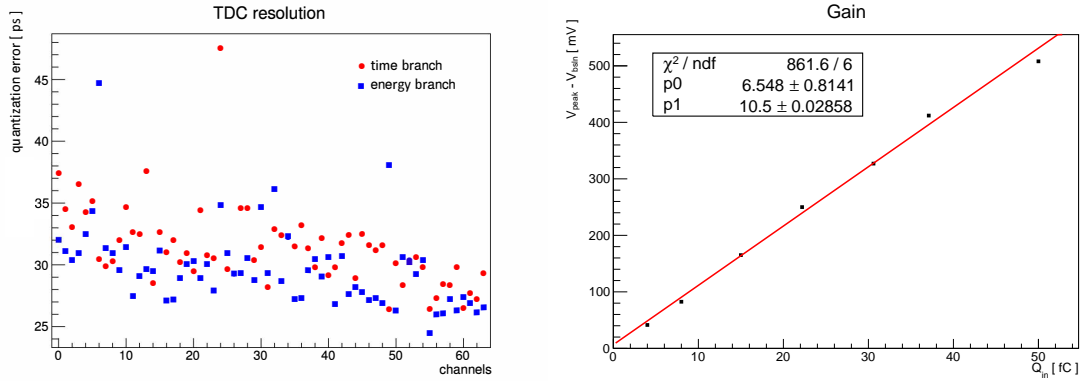 TDC resolution
quantization error [ ps ]
45
40
35
30
25
time branch
energy branch
0 10 20 30 40 50 60
channels
Gain
V_peak - V_bsln [ mV ]
500
400
300
200
100
0
χ² / ndf 861.6 / 6
p0 6.548 ± 0.8141
p1 10.5 ± 0.02858
0 10 20 30 40 50
Q_in [ fC ]